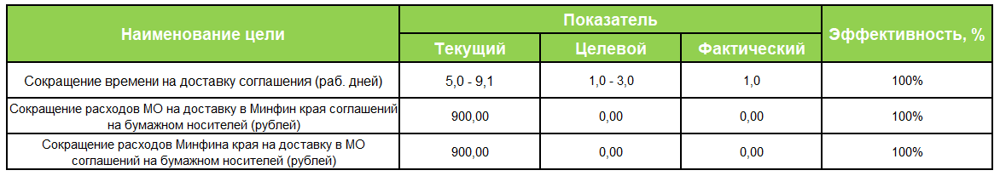 Наименование цели
Показатель
Эффективность, %
Текущий
Целевой
Фактический
Сокращение времени на доставку соглашения (раб. дней)
5,0 - 9,1
1,0 - 3,0
1,0
100%
Сокращение расходов МО на доставку в Минфин края соглашений
на бумажном носителей (рублей)
900,00
0,00
0,00
100%
Сокращение расходов Минфина края на доставку в МО
соглашений на бумажном носителей (рублей)
900,00
0,00
0,00
100%